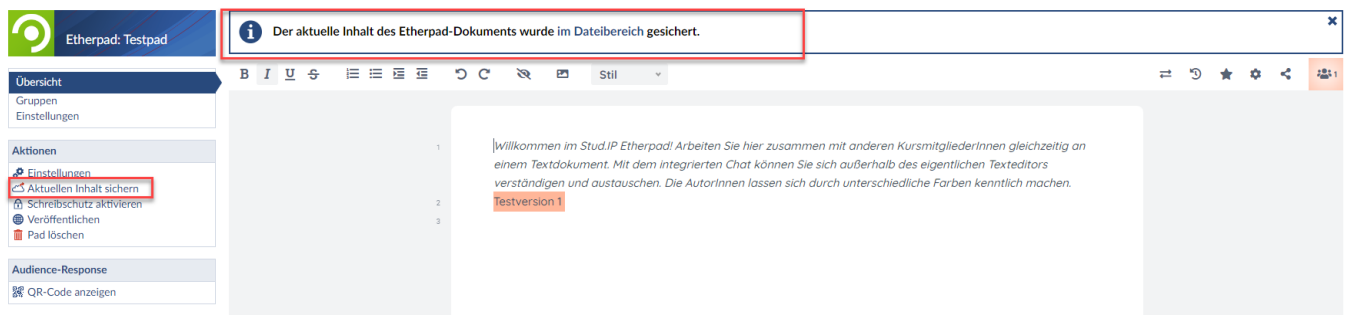 Etherpad: Testpad
Der aktuelle Inhalt des Etherpad-Dokuments wurde im Dateibereich gesichert.
Übersicht
Gruppen
Einstellungen
Aktionen
Einstellungen
Aktuellen Inhalt sichern
Schreibschutz aktivieren
Veröffentlichen
Pad löschen
Audience-Response
QR-Code anzeigen
B I U S Stil 1
1 Willkommen im Stud.IP Etherpad! Arbeiten Sie hier zusammen mit anderen KursmitgliederInnen gleichzeitig an
einem Textdokument. Mit dem integrierten Chat können Sie sich außerhalb des eigentlichen Texteditors
verständigen und austauschen. Die AutorInnen lassen sich durch unterschiedliche Farben kenntlich machen.
2 Testversion 1
3